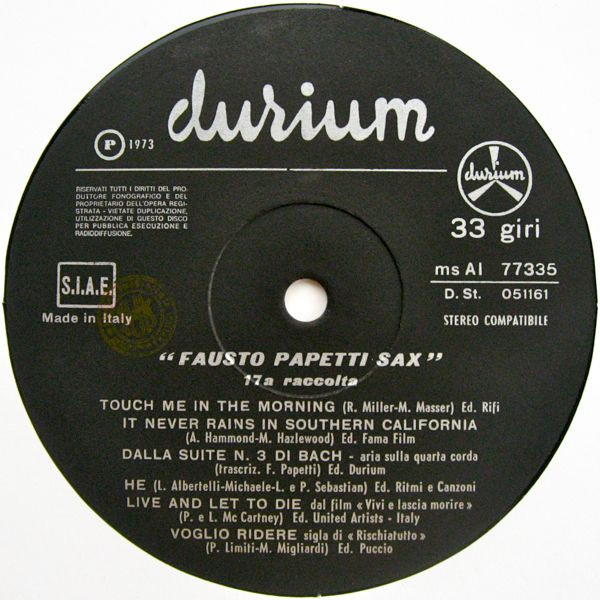 durium
P 1973
RISERVATI TUTTI I DIRITTI DEL PRO-
DUTTORE FONOGRAFICO E DEL
PROPRIETARIO DELL'OPERA REGI-
STRATA - VIETATE DUPLICAZIONE,
UTILIZZAZIONE DI QUESTO DISCO
PER PUBBLICA ESECUZIONE E
RADIODIFFUSIONE.
durium
33 giri
ms AI 77335
D. St. 051161
STEREO COMPATIBILE
S.I.A.E.
Made in Italy
"FAUSTO PAPETTI SAX"
17a raccolta
TOUCH ME IN THE MORNING (R. Miller-M. Masser) Ed. Rifi
IT NEVER RAINS IN SOUTHERN CALIFORNIA
(A. Hammond-M. Hazlewood) Ed. Fama Film
DALLA SUITE N. 3 DI BACH - aria sulla quarta corda
(trascriz. F. Papetti) Ed. Durium
HE (L. Albertelli-Michaele-L. e P. Sebastian) Ed. Ritmi e Canzoni
LIVE AND LET TO DIE dal film «Vivi e lascia morire»
(P. e L. Mc Cartney) Ed. United Artists - Italy
VOGLIO RIDERE sigla di «Rischiatutto»
(P. Limiti-M. Migliardi) Ed. Puccio